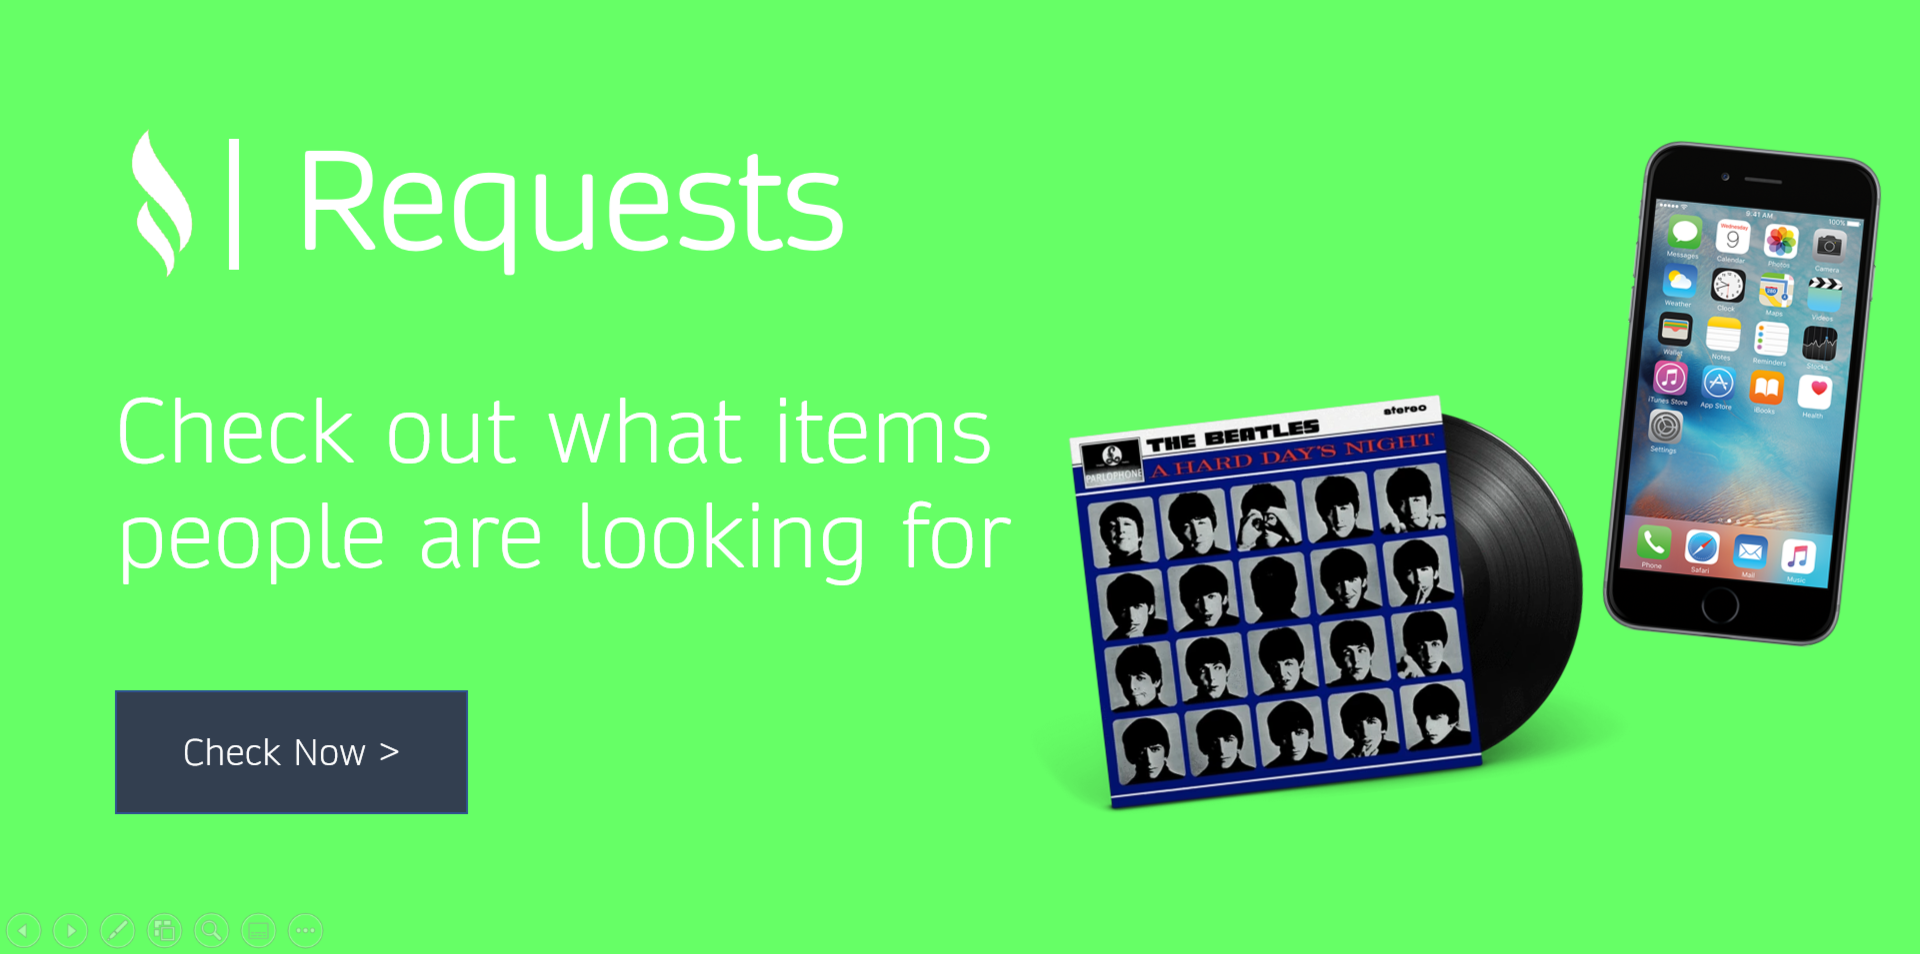 Requests
Check out what items
people are looking for
Check Now >
stereo
THE BEATLES
A HARD DAY'S NIGHT
PARLOPHONE
9:41 AM
100%
Wednesday
9
Messages
Calendar
Photos
Camera
Weather
Clock
Maps
Videos
Wallet
Notes
Reminders
Stocks
iTunes Store
App Store
iBooks
Health
Settings
Phone
Safari
Mail
Music